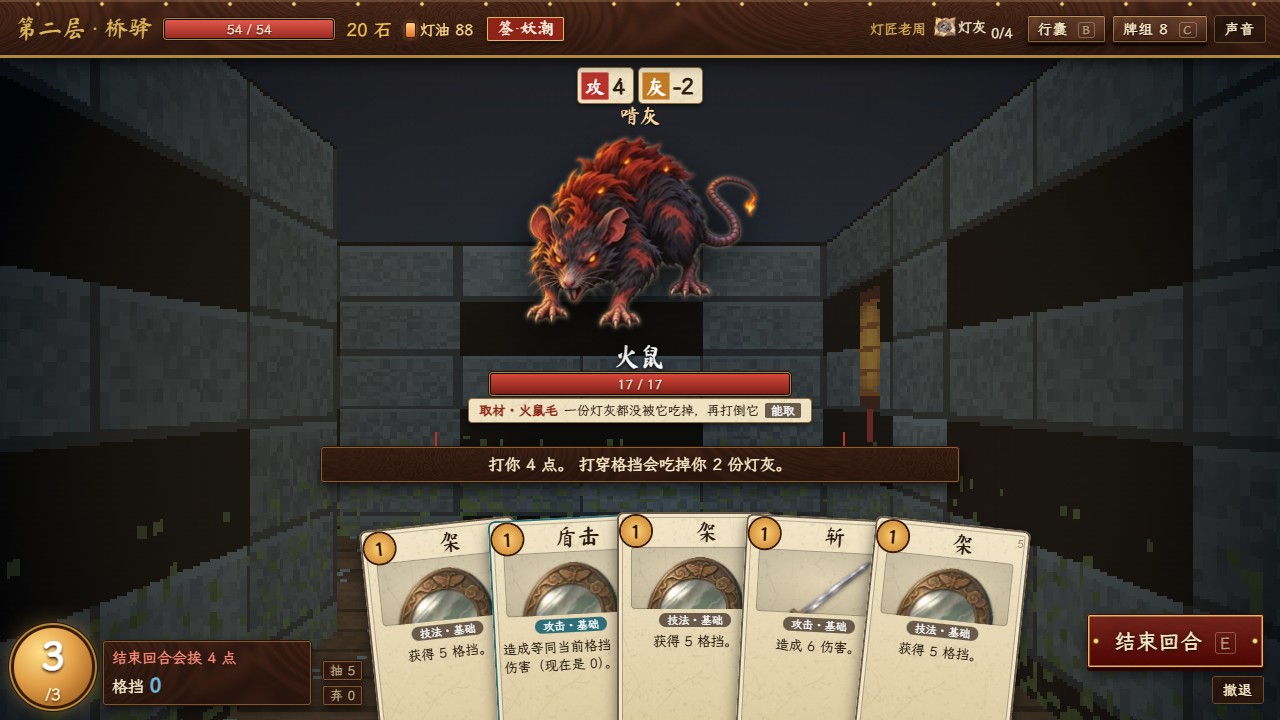 第二层·桥驿
54 / 54
20 石
灯油 88
签·妖潮
灯匠老周
灯灰 0/4
行囊 B
牌组 8 C
声音
攻 4
灰 -2
啃灰
火鼠
17 / 17
取材·火鼠毛 一份灯灰都没被它吃掉，再打倒它 能取
打你 4 点。 打穿格挡会吃掉你 2 份灯灰。
1 架
技法·基础
获得 5 格挡。
1 盾击
攻击·基础
造成等同当前格挡
伤害（现在是 0）。
1 架
技法·基础
获得 5 格挡。
1 斩
攻击·基础
造成 6 伤害。
1 架 5
技法·基础
获得 5 格挡。
3
/3
结束回合会挨 4 点
格挡 0
抽 5
弃 0
结束回合 E
撤退